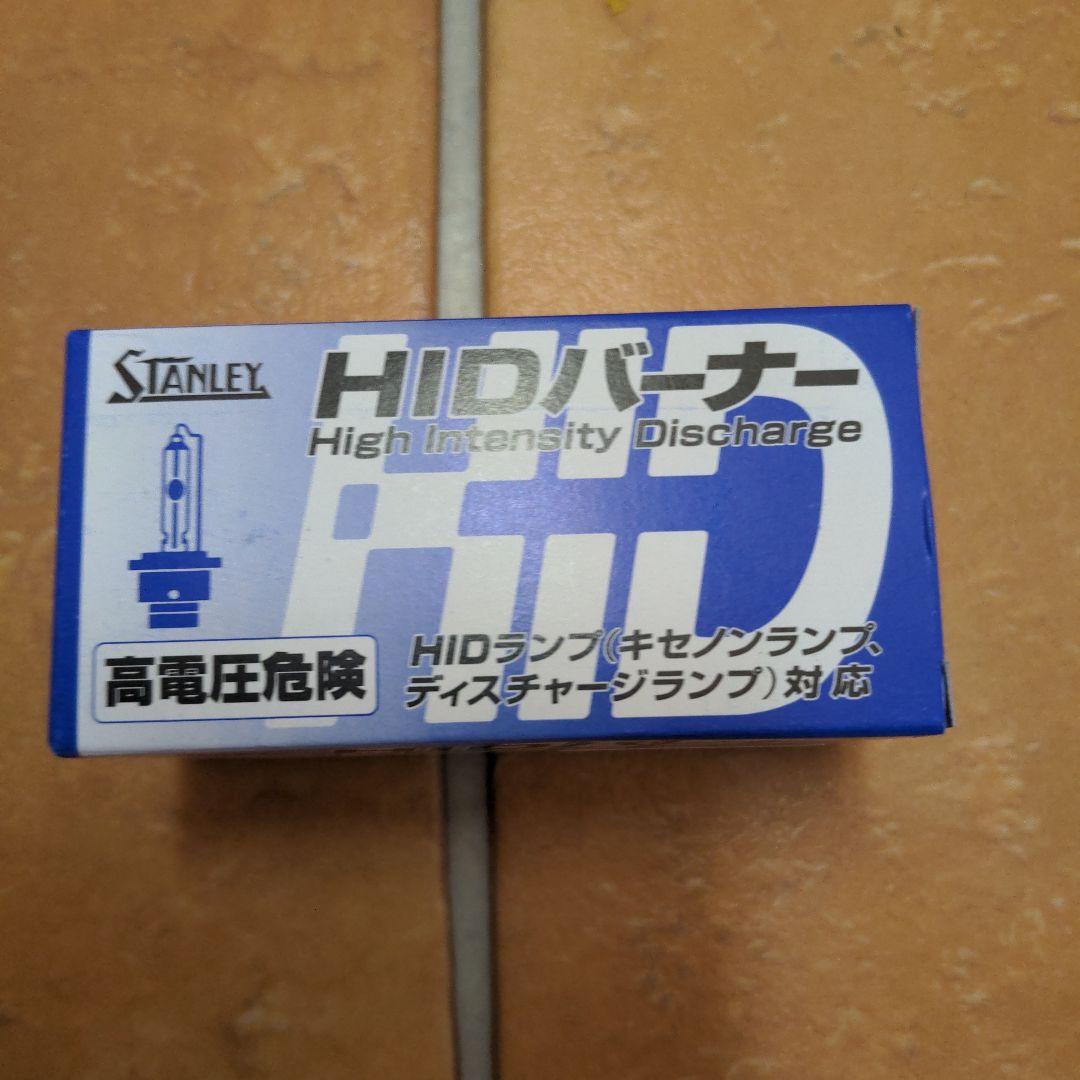 STANLEY
HIDバーナー
High Intensity Discharge
HID
高電圧危険
HIDランプ(キセノンランプ、
ディスチャージランプ)対応